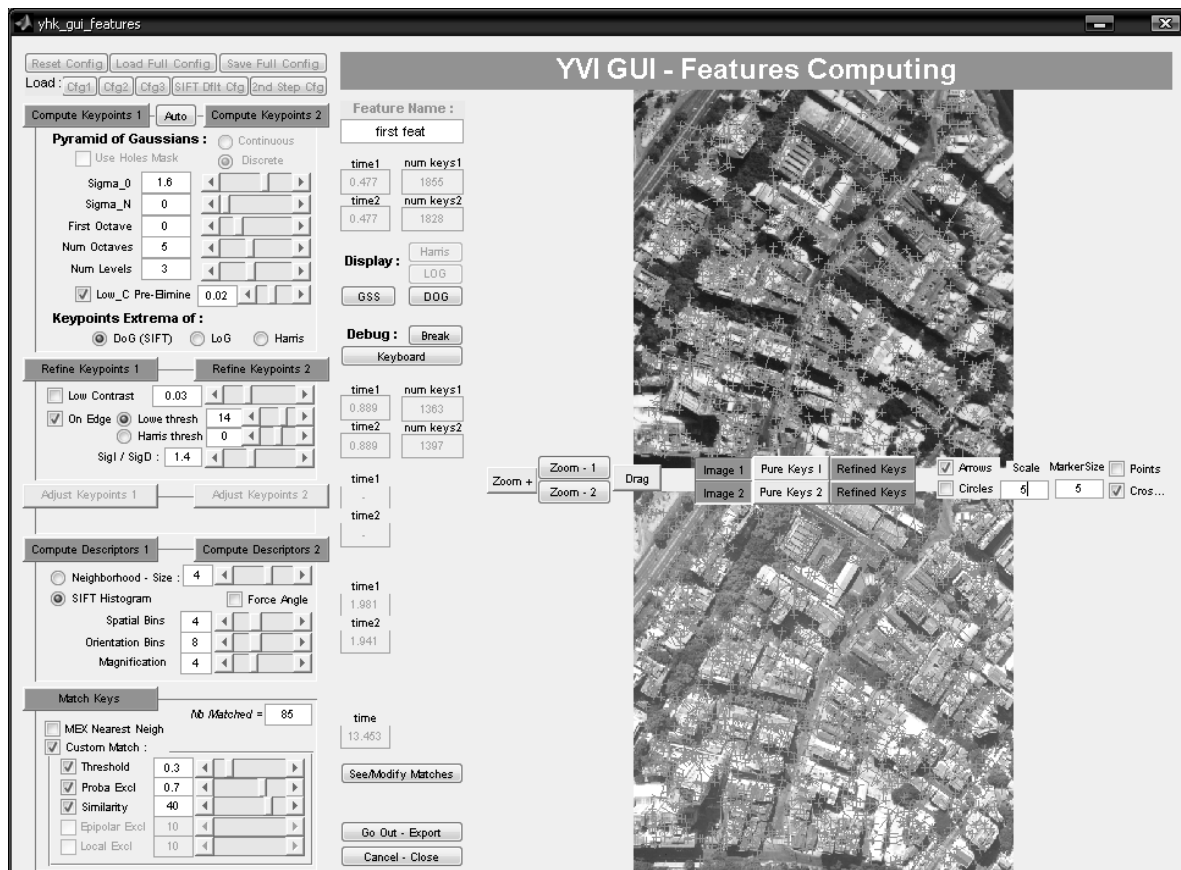 yhk_gui_features
Reset Config Load Full Config Save Full Config
Load : Cfg1 Cfg2 Cfg3 SIFT Dflt Cfg 2nd Step Cfg
YVI GUI - Features Computing
Compute Keypoints 1 Auto Compute Keypoints 2
Pyramid of Gaussians : Continuous
Use Holes Mask Discrete
Sigma_0 1.6
Sigma_N 0
First Octave 0
Num Octaves 5
Num Levels 3
Low_C Pre-Elimine 0.02
Keypoints Extrema of :
DoG (SIFT) LoG Harris
Refine Keypoints 1 Refine Keypoints 2
Low Contrast 0.03
On Edge Lowe thresh 14
Harris thresh 0
SigI / SigD : 1.4
Adjust Keypoints 1 Adjust Keypoints 2
Compute Descriptors 1 Compute Descriptors 2
Neighborhood - Size : 4
SIFT Histogram Force Angle
Spatial Bins 4
Orientation Bins 8
Magnification 4
Match Keys
Nb Matched = 85
MEX Nearest Neigh
Custom Match :
Threshold 0.3
Proba Excl 0.7
Similarity 40
Epipolar Excl 10
Local Excl 10
Feature Name :
first feat
time1 num keys1
0.477 1855
time2 num keys2
0.477 1828
Display : Harris
LOG
GSS DOG
Debug : Break
Keyboard
time1 num keys1
0.889 1363
time2 num keys2
0.889 1397
time1
-
time2
-
time1
1.981
time2
1.941
time
13.453
See/Modify Matches
Go Out - Export
Cancel - Close
Zoom + Zoom - 1 Drag
Zoom - 2
Image 1 Pure Keys 1 Refined Keys
Image 2 Pure Keys 2 Refined Keys
Arrows Scale MarkerSize Points
Circles 5 5 Cros...